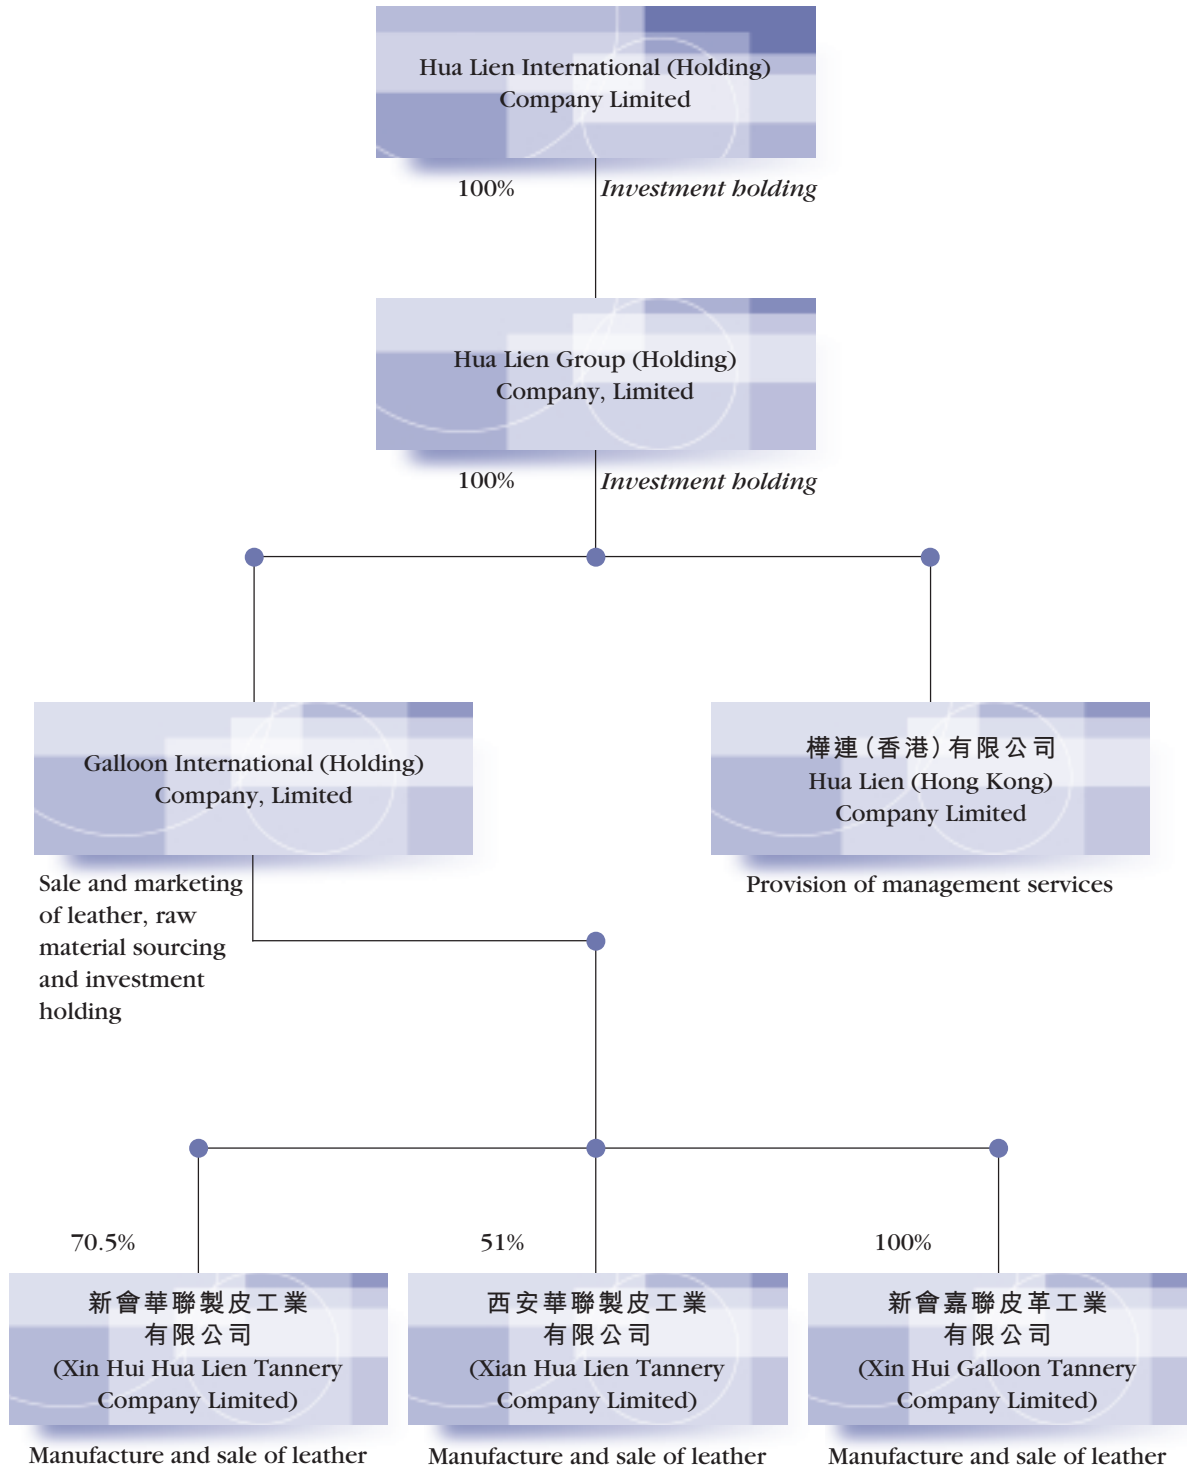 Hua Lien International (Holding)
Company Limited
100%
Investment holding
Hua Lien Group (Holding)
Company, Limited
100%
Investment holding
Galloon International (Holding)
Company, Limited
Sale and marketing
of leather, raw
material sourcing
and investment
holding
樺連(香港)有限公司
Hua Lien (Hong Kong)
Company Limited
Provision of management services
70.5%
新會華聯製皮工業
有限公司
(Xin Hui Hua Lien Tannery
Company Limited)
Manufacture and sale of leather
51%
西安華聯製皮工業
有限公司
(Xian Hua Lien Tannery
Company Limited)
Manufacture and sale of leather
100%
新會嘉聯皮革工業
有限公司
(Xin Hui Galloon Tannery
Company Limited)
Manufacture and sale of leather